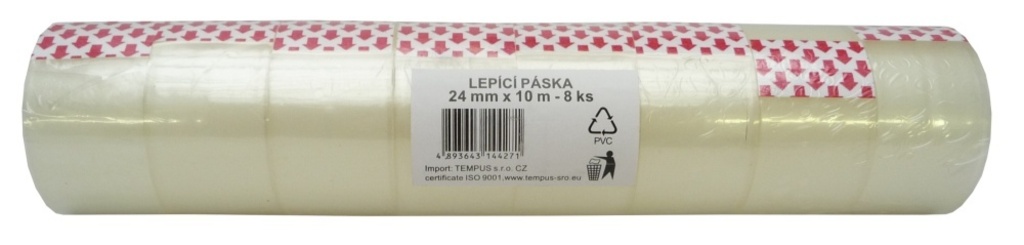 LEPÍCÍ PÁSKA
24 mm x 10 m - 8 ks
4 893643 144271
PVC
Import: TEMPUS s.r.o. CZ
certificate ISO 9001,www.tempus-sro.eu